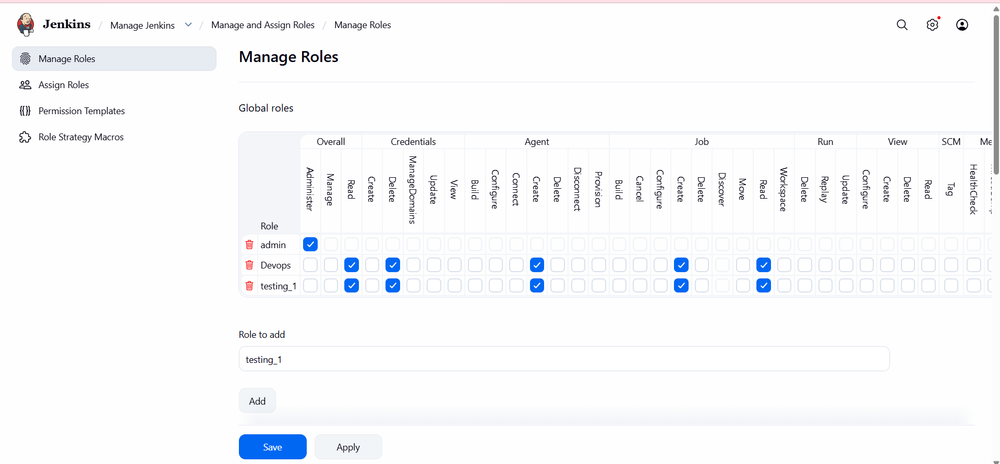 Jenkins / Manage Jenkins / Manage and Assign Roles / Manage Roles
Manage Roles
Assign Roles
Permission Templates
Role Strategy Macros
Manage Roles
Global roles
Role
Overall Credentials Agent Job Run View SCM Me
Administer
Manage
Read
Create
Delete
ManageDomains
Update
View
Build
Configure
Connect
Create
Delete
Disconnect
Provision
Build
Cancel
Configure
Create
Delete
Discover
Move
Read
Workspace
Delete
Replay
Update
Configure
Create
Delete
Read
Tag
HealthCheck
admin
Devops
testing_1
Role to add
testing_1
Add
Save Apply